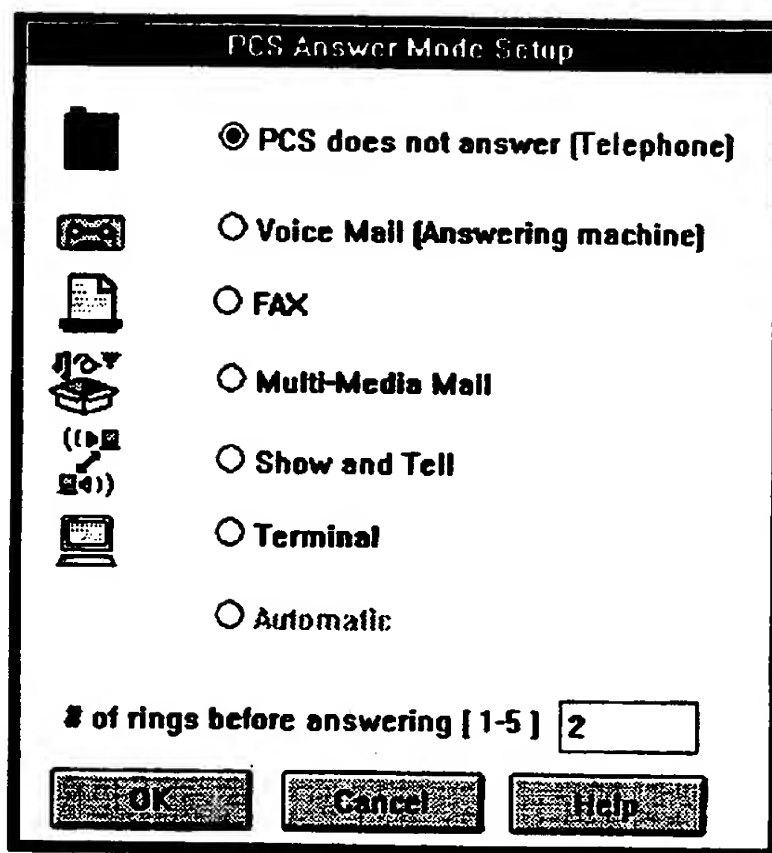 PCS Answer Mode Setup
PCS does not answer (Telephone)
Voice Mail (Answering machine)
FAX
Multi-Media Mail
Show and Tell
Terminal
Automatic
# of rings before answering [ 1-5 ] 2
OK Cancel Help